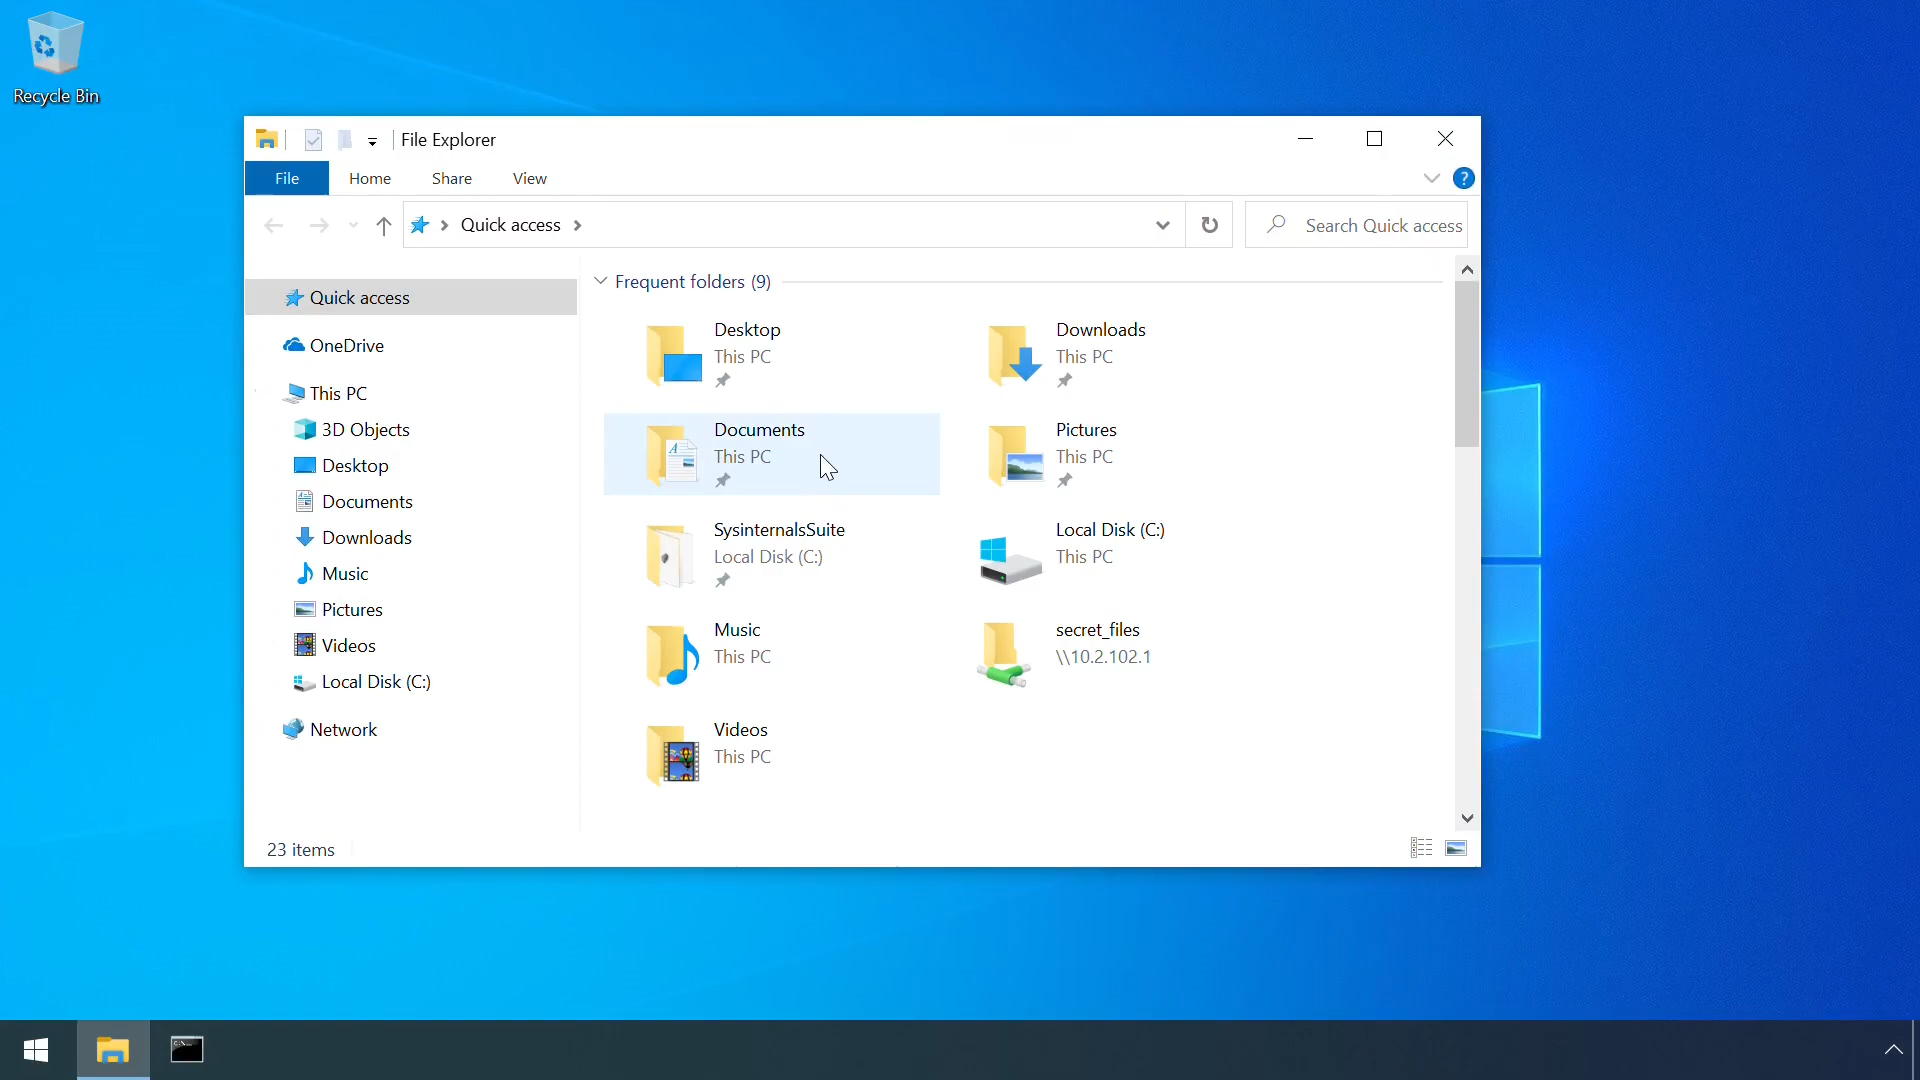 Recycle Bin
File Explorer
File Home Share View
Quick access
Search Quick access
Quick access
OneDrive
This PC
3D Objects
Desktop
Documents
Downloads
Music
Pictures
Videos
Local Disk (C:)
Network
Frequent folders (9)
Desktop
This PC
Downloads
This PC
Documents
This PC
Pictures
This PC
SysinternalsSuite
Local Disk (C:)
Local Disk (C:)
This PC
Music
This PC
secret_files
\\10.2.102.1
Videos
This PC
23 items